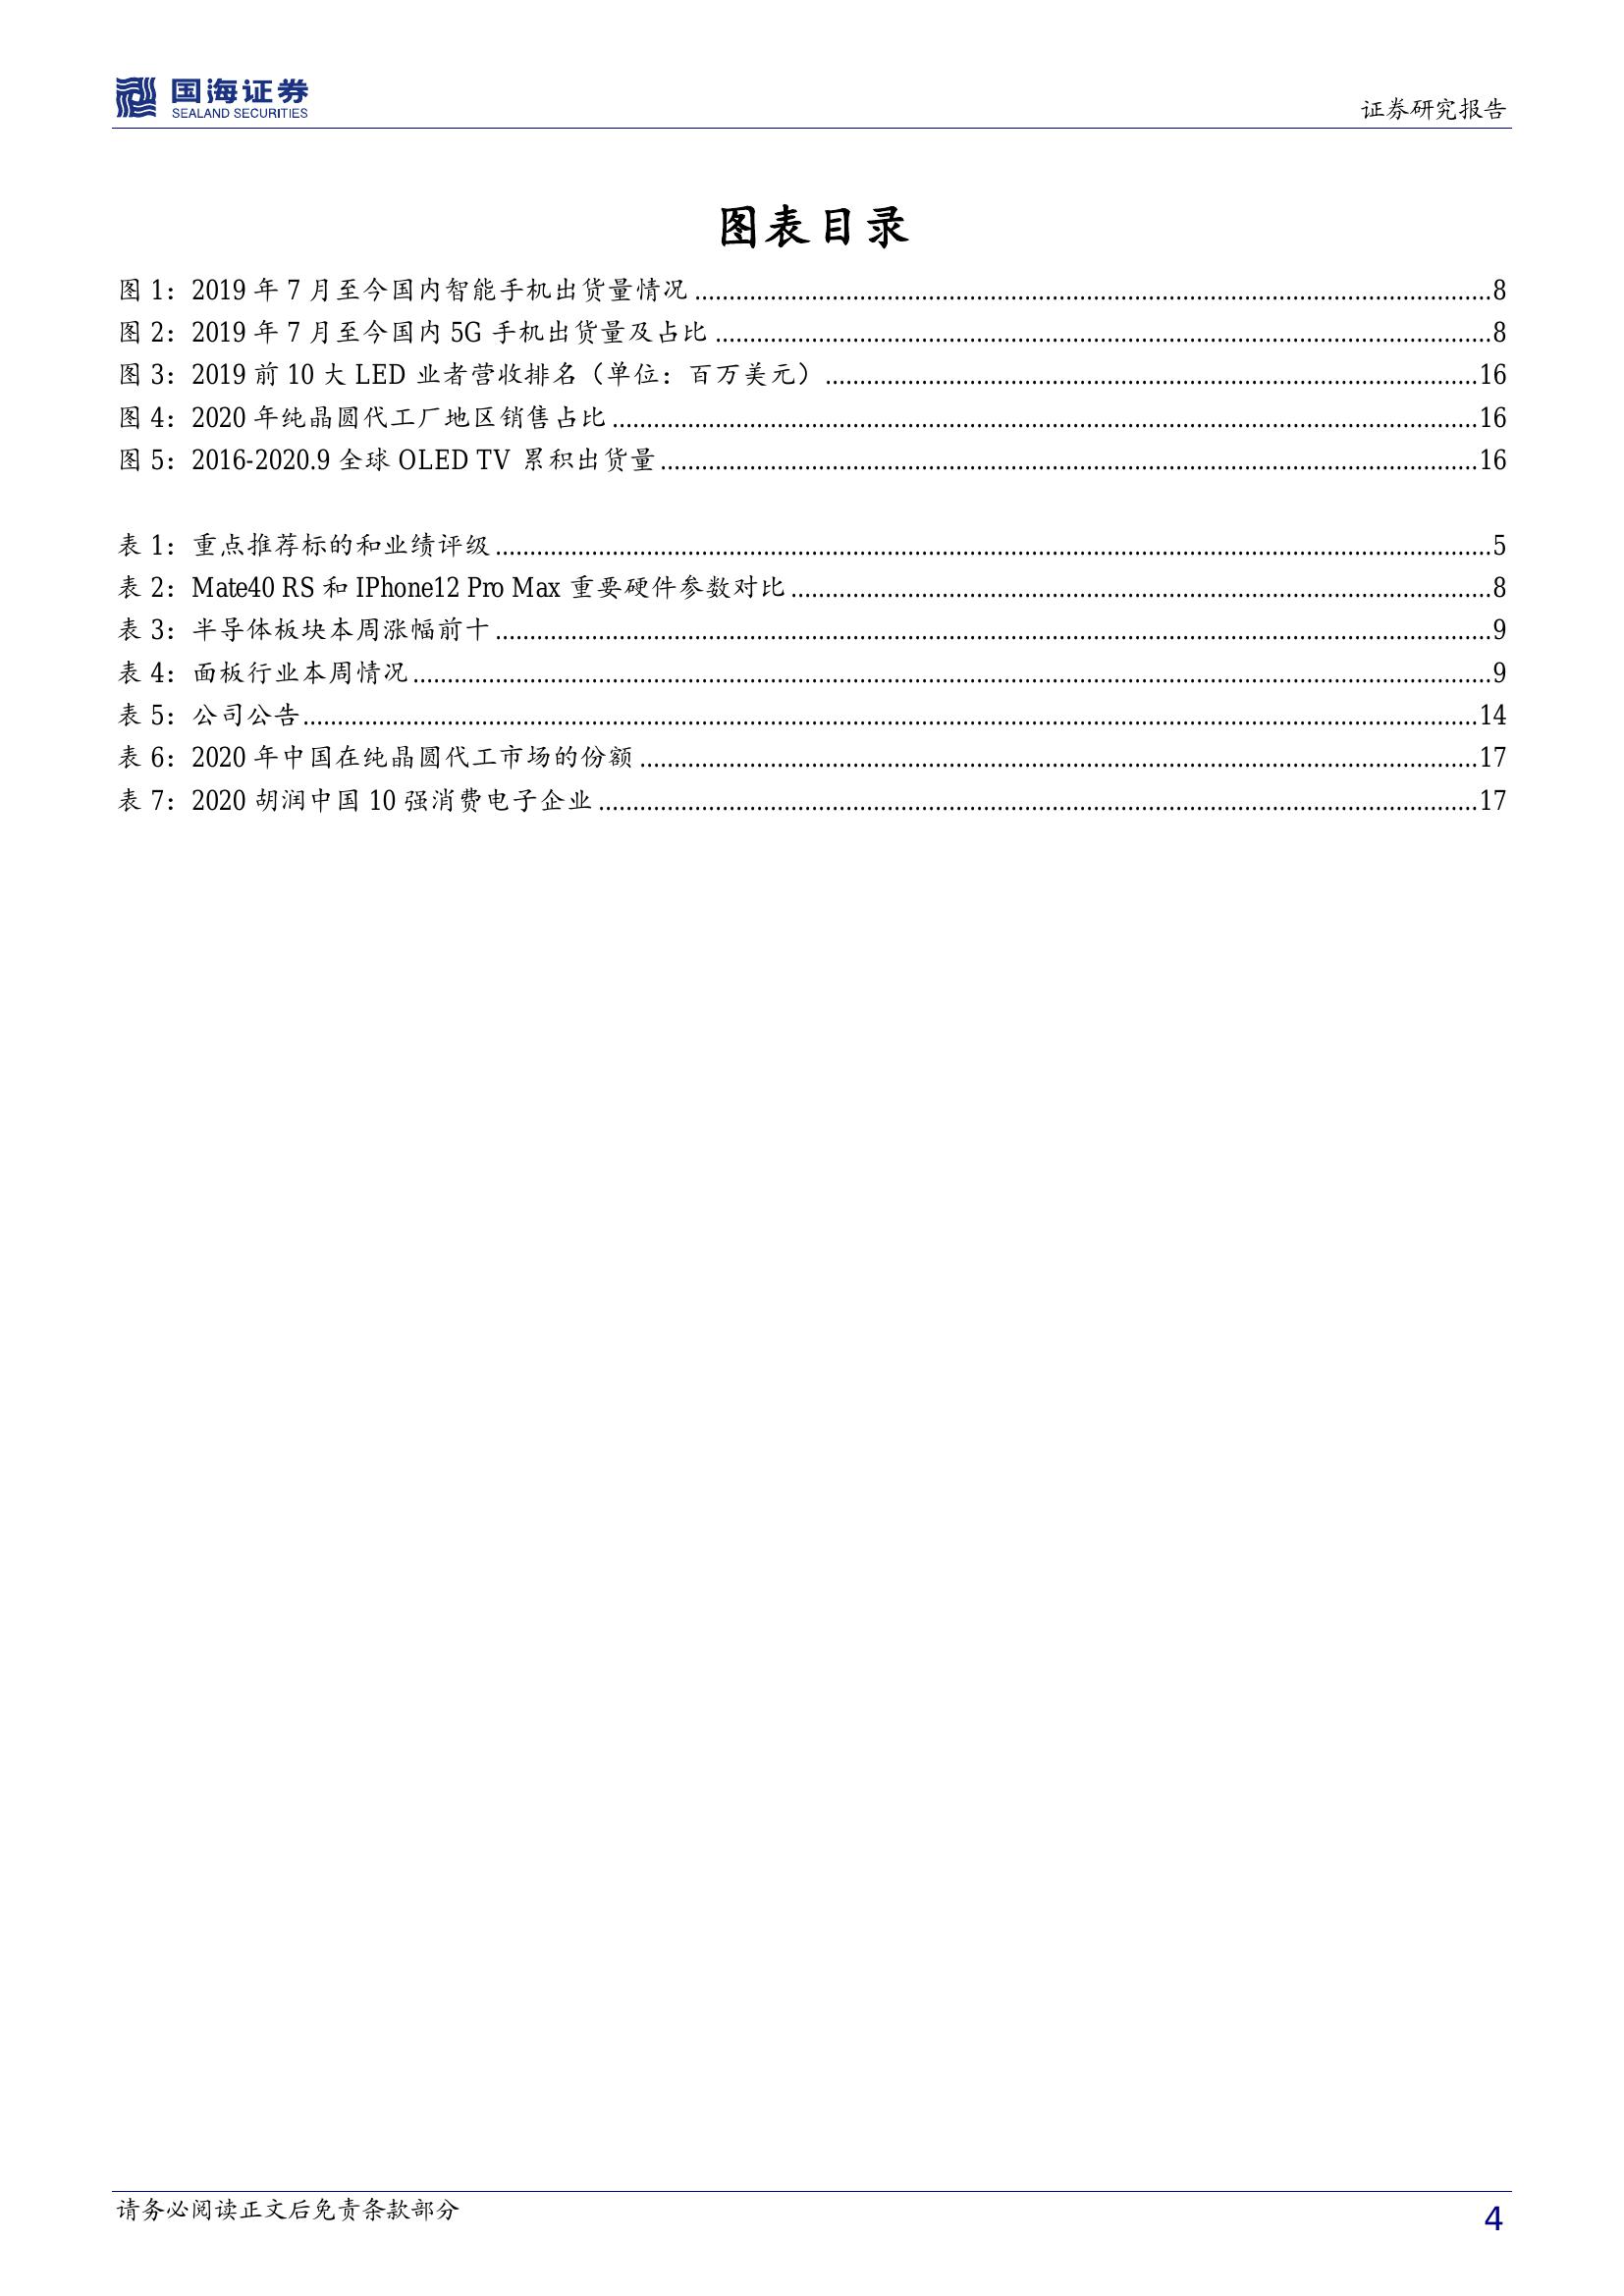 国海证券
SEALAND SECURITIES
证券研究报告
图表目录
图 1：2019 年 7 月至今国内智能手机出货量情况........................................8
图 2：2019 年 7 月至今国内 5G 手机出货量及占比........................................8
图 3：2019 前 10 大 LED 业者营收排名（单位：百万美元）........................................16
图 4：2020 年纯晶圆代工厂地区销售占比........................................16
图 5：2016-2020.9 全球 OLED TV 累积出货量........................................16
表 1：重点推荐标的和业绩评级........................................5
表 2：Mate40 RS 和 IPhone12 Pro Max 重要硬件参数对比........................................8
表 3：半导体板块本周涨幅前十........................................9
表 4：面板行业本周情况........................................9
表 5：公司公告........................................14
表 6：2020 年中国在纯晶圆代工市场的份额........................................17
表 7：2020 胡润中国 10 强消费电子企业........................................17
请务必阅读正文后免责条款部分
4